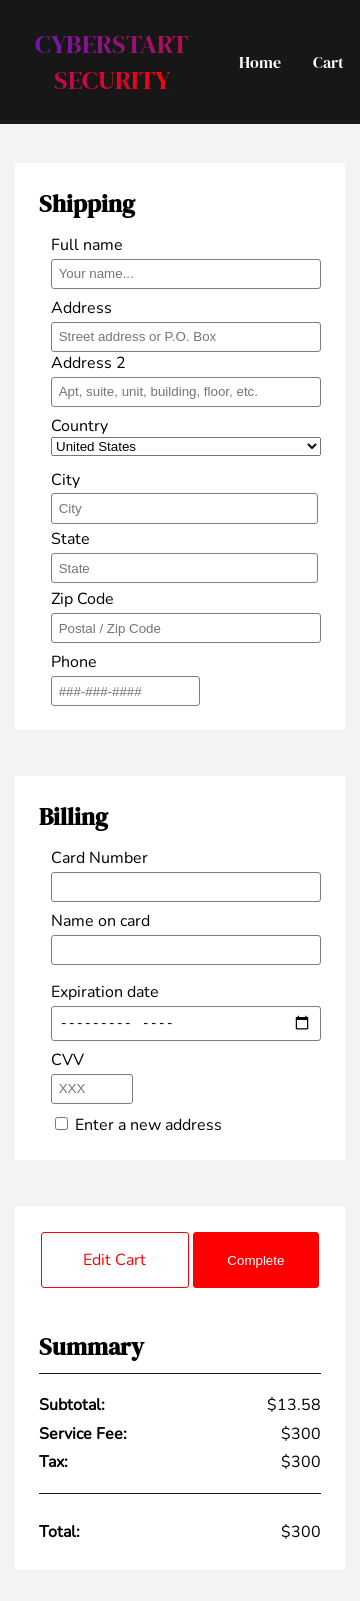 CYBERSTART
SECURITY
Home Cart
Shipping
Full name
Your name...
Address
Street address or P.O. Box
Address 2
Apt, suite, unit, building, floor, etc.
Country
United States
City
City
State
State
Zip Code
Postal / Zip Code
Phone
###-###-####
Billing
Card Number
Name on card
Expiration date
--------- ----
CVV
XXX
Enter a new address
Edit Cart Complete
Summary
Subtotal: $13.58
Service Fee: $300
Tax: $300
Total: $300